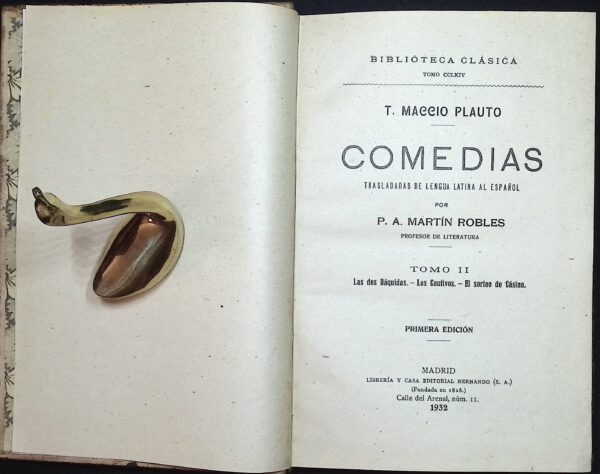 BIBLIOTECA CLÁSICA
TOMO CCLXIV
T. MACCIO PLAUTO
COMEDIAS
TRASLADADAS DE LENGUA LATINA AL ESPAÑOL
POR
P. A. MARTÍN ROBLES
PROFESOR DE LITERATURA
TOMO II
Las dos Báquidas. – Los Cautivos. – El sorteo de Cásina.
PRIMERA EDICIÓN
MADRID
LIBRERÍA Y CASA EDITORIAL HERNANDO (S. A.)
(Fundada en 1828.)
Calle del Arenal, núm. 11.
1932